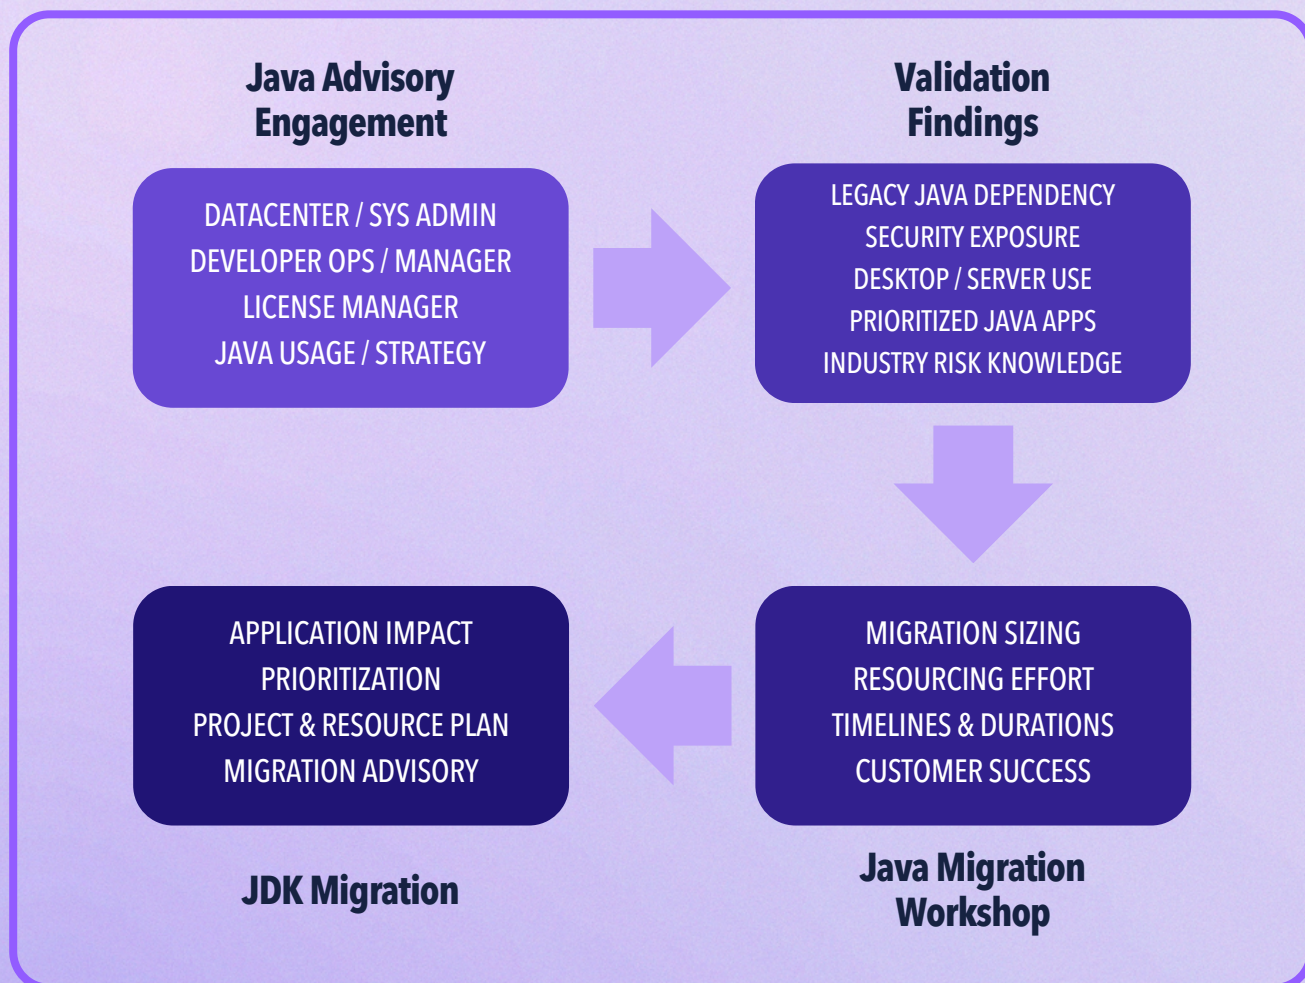 Java Advisory
Engagement
DATACENTER / SYS ADMIN
DEVELOPER OPS / MANAGER
LICENSE MANAGER
JAVA USAGE / STRATEGY
Validation
Findings
LEGACY JAVA DEPENDENCY
SECURITY EXPOSURE
DESKTOP / SERVER USE
PRIORITIZED JAVA APPS
INDUSTRY RISK KNOWLEDGE
MIGRATION SIZING
RESOURCING EFFORT
TIMELINES & DURATIONS
CUSTOMER SUCCESS
Java Migration
Workshop
APPLICATION IMPACT
PRIORITIZATION
PROJECT & RESOURCE PLAN
MIGRATION ADVISORY
JDK Migration